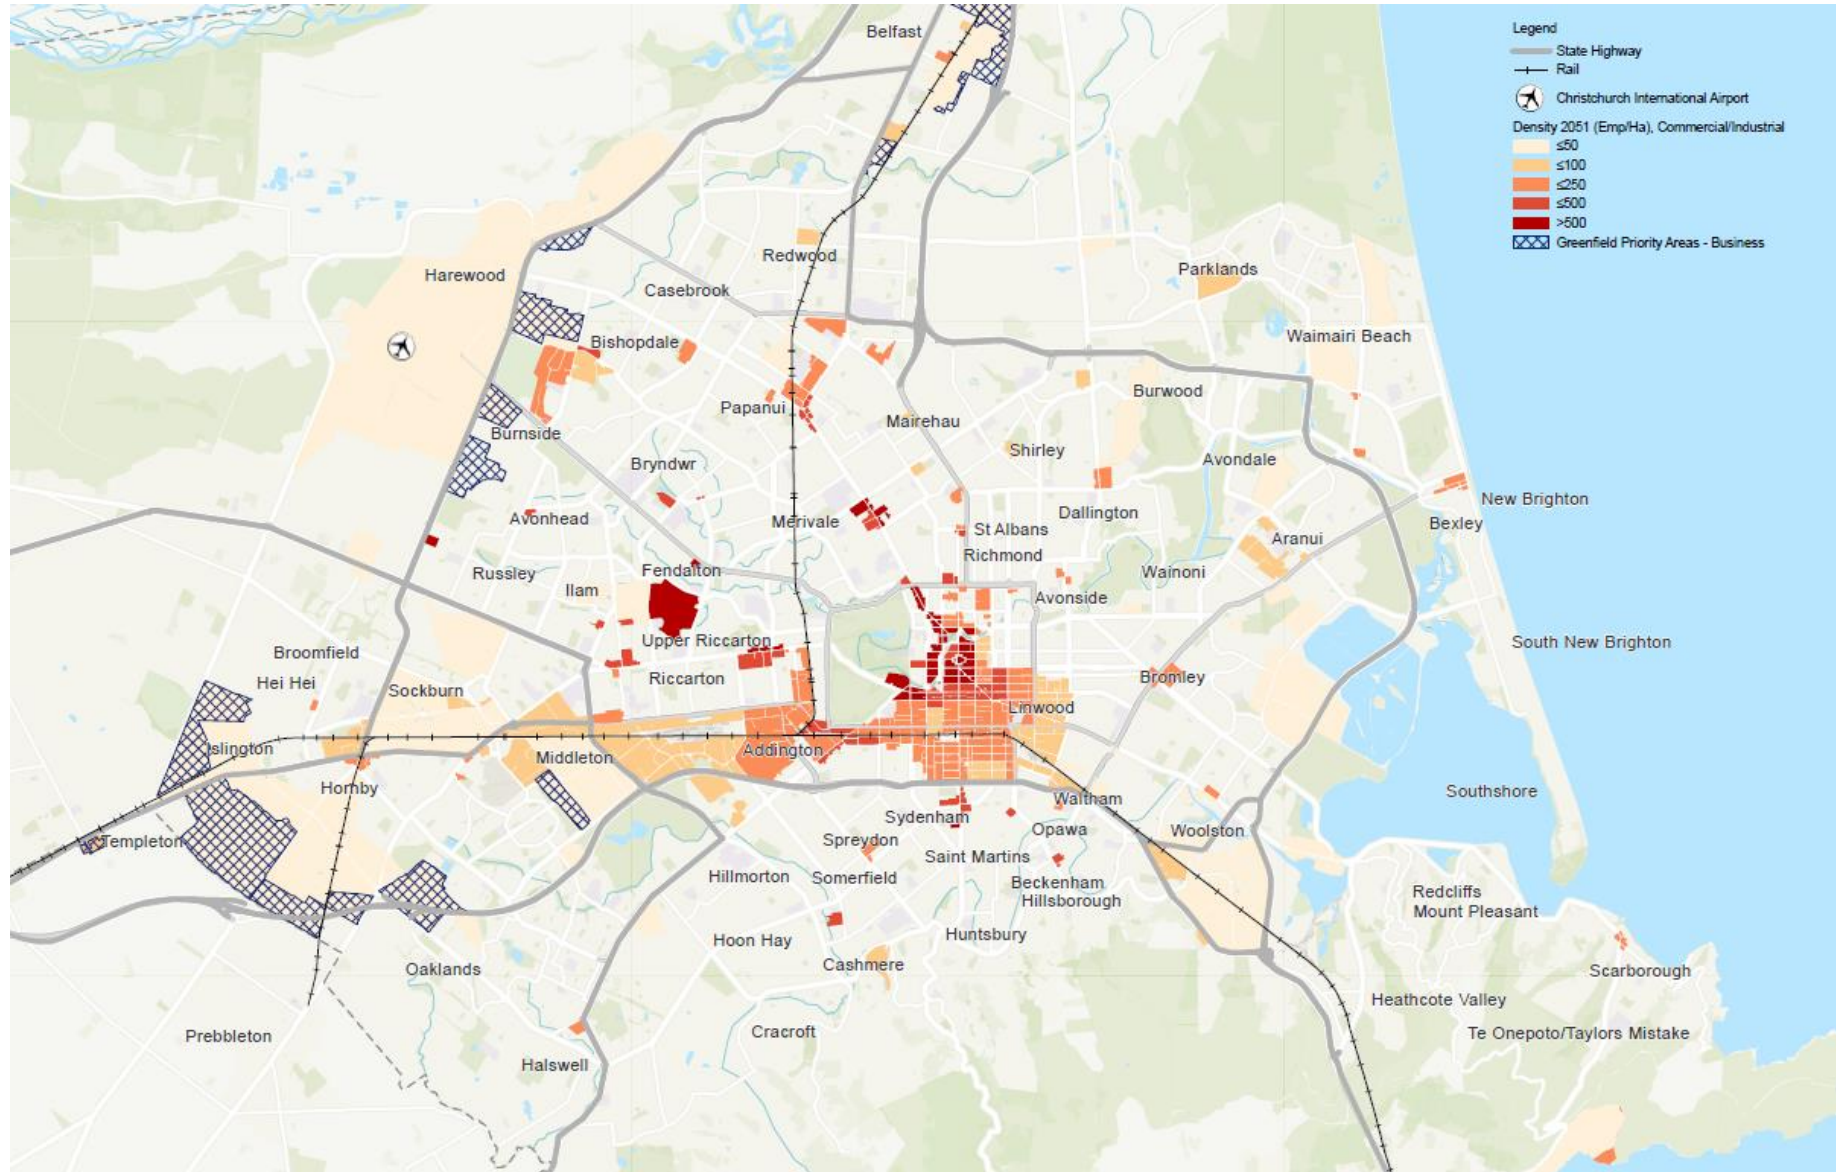 Belfast
Legend
State Highway
Rail
Christchurch International Airport
Density 2051 (Emp/Ha), Commercial/Industrial
≤50
≤100
≤250
≤500
>500
Greenfield Priority Areas - Business
Redwood
Harewood
Casebrook
Parklands
Bishopdale
Waimairi Beach
Papanui
Burwood
Mairehau
Burnside
Shirley
Bryndwr
Avondale
New Brighton
Avonhead
Merivale
Dallington
Bexley
St Albans
Aranui
Richmond
Russley
Fendalton
Wainoni
Ilam
Avonside
Upper Riccarton
South New Brighton
Broomfield
Hei Hei
Sockburn
Riccarton
Bromley
Linwood
Islington
Middleton
Addington
Hornby
Southshore
Waltham
Sydenham
Templeton
Spreydon
Opawa
Woolston
Saint Martins
Hillmorton
Somerfield
Beckenham
Hillsborough
Redcliffs
Mount Pleasant
Hoon Hay
Huntsbury
Oaklands
Cashmere
Scarborough
Heathcote Valley
Prebbleton
Cracroft
Te Onepoto/Taylors Mistake
Halswell